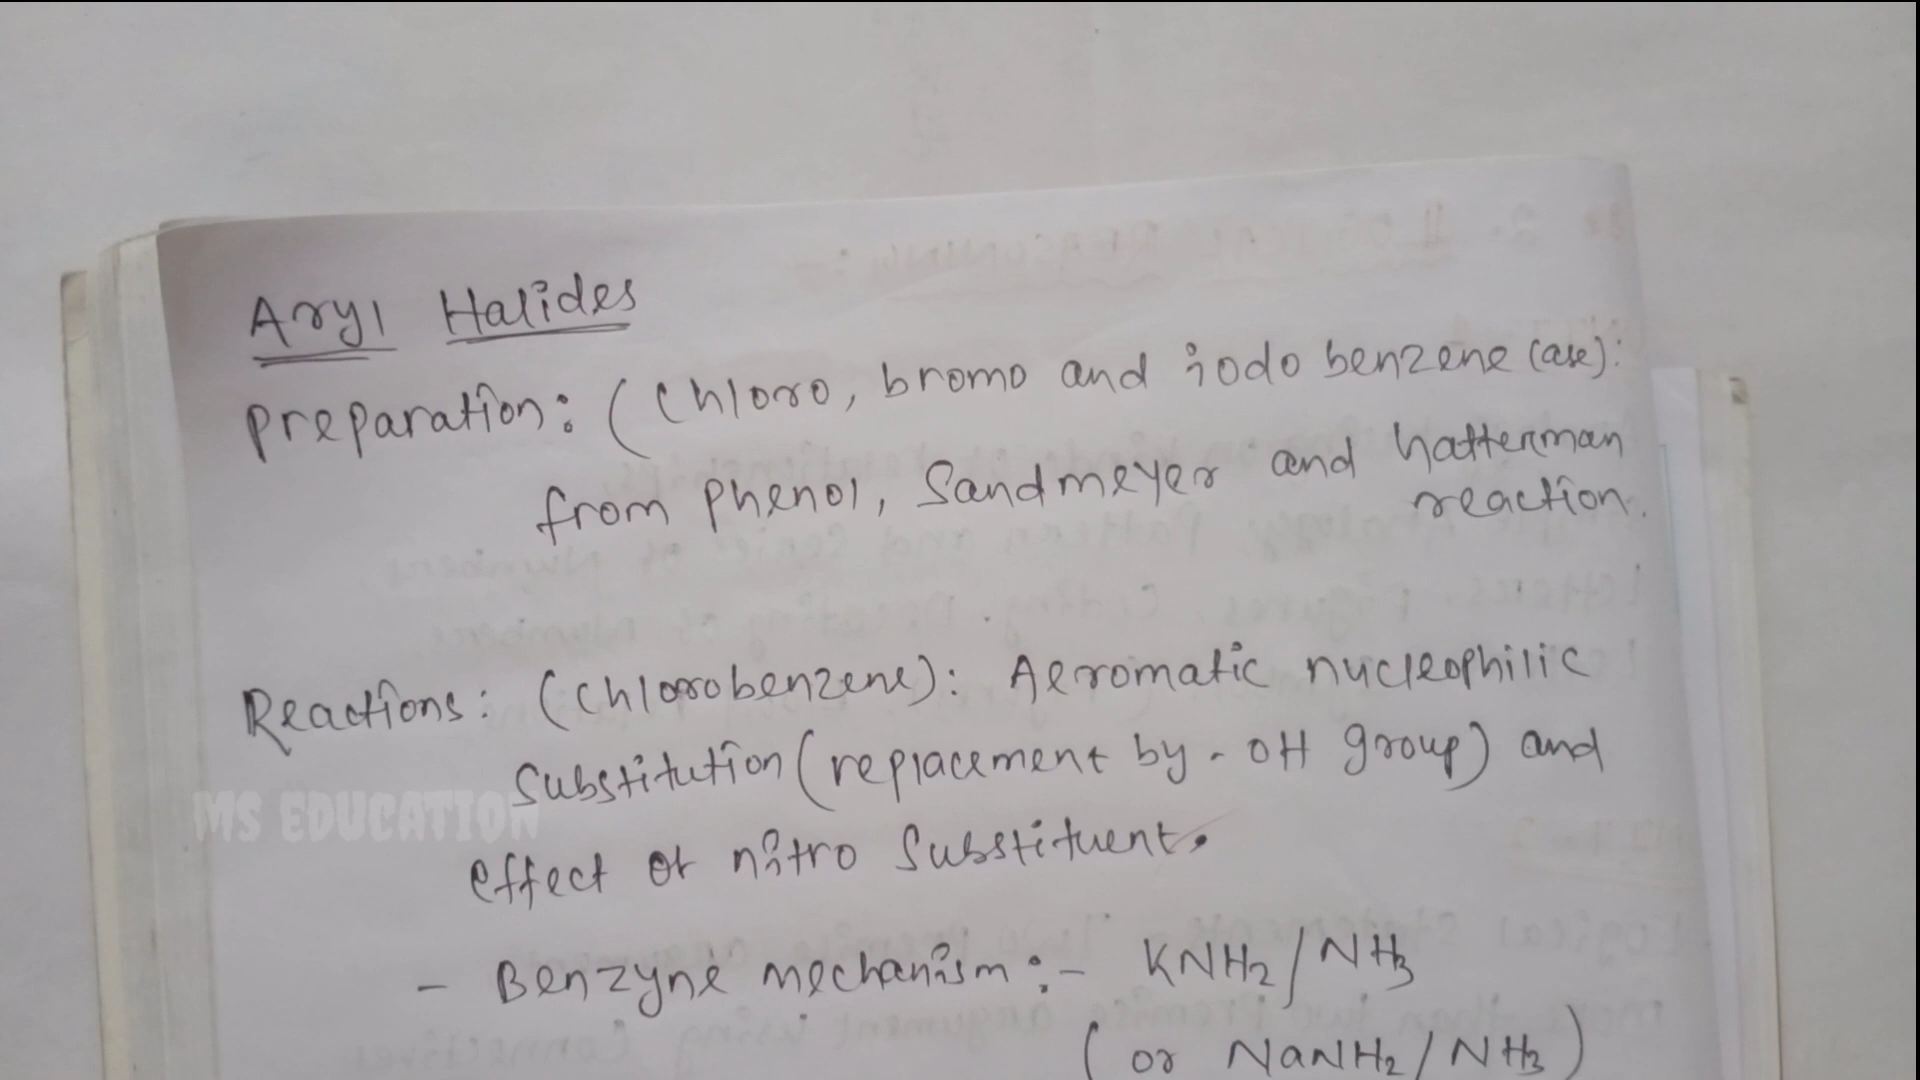 Aryl Halides
Preparation: (Chloro, bromo and iodo benzene (ase):
from phenol, Sandmeyer and hatterman
reaction.
Reactions: (chlorobenzene): Aeromatic nucleophilic
Substitution (replacement by - OH group) and
MS EDUCATION
effect of nitro substituent.
- Benzyne mechanism :- KNH2/NH3
(or NaNH2/NH3)